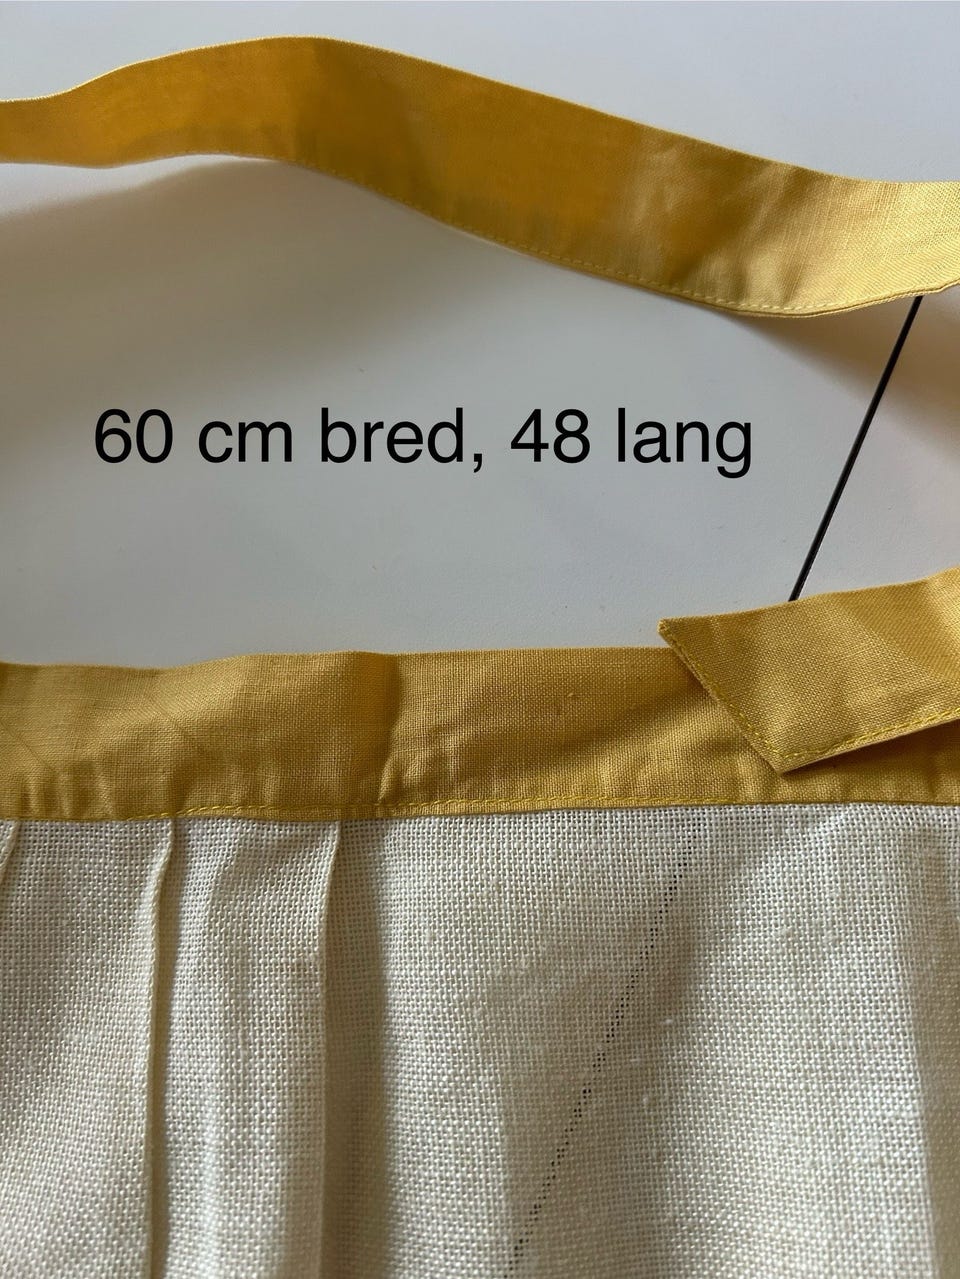 60 cm bred, 48 lang